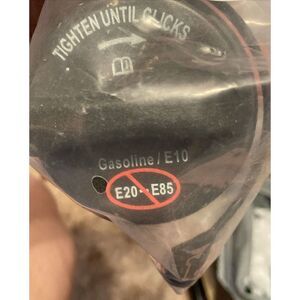 TIGHTEN UNTIL CLICKS
B
Gasoline / E10
E20-E85